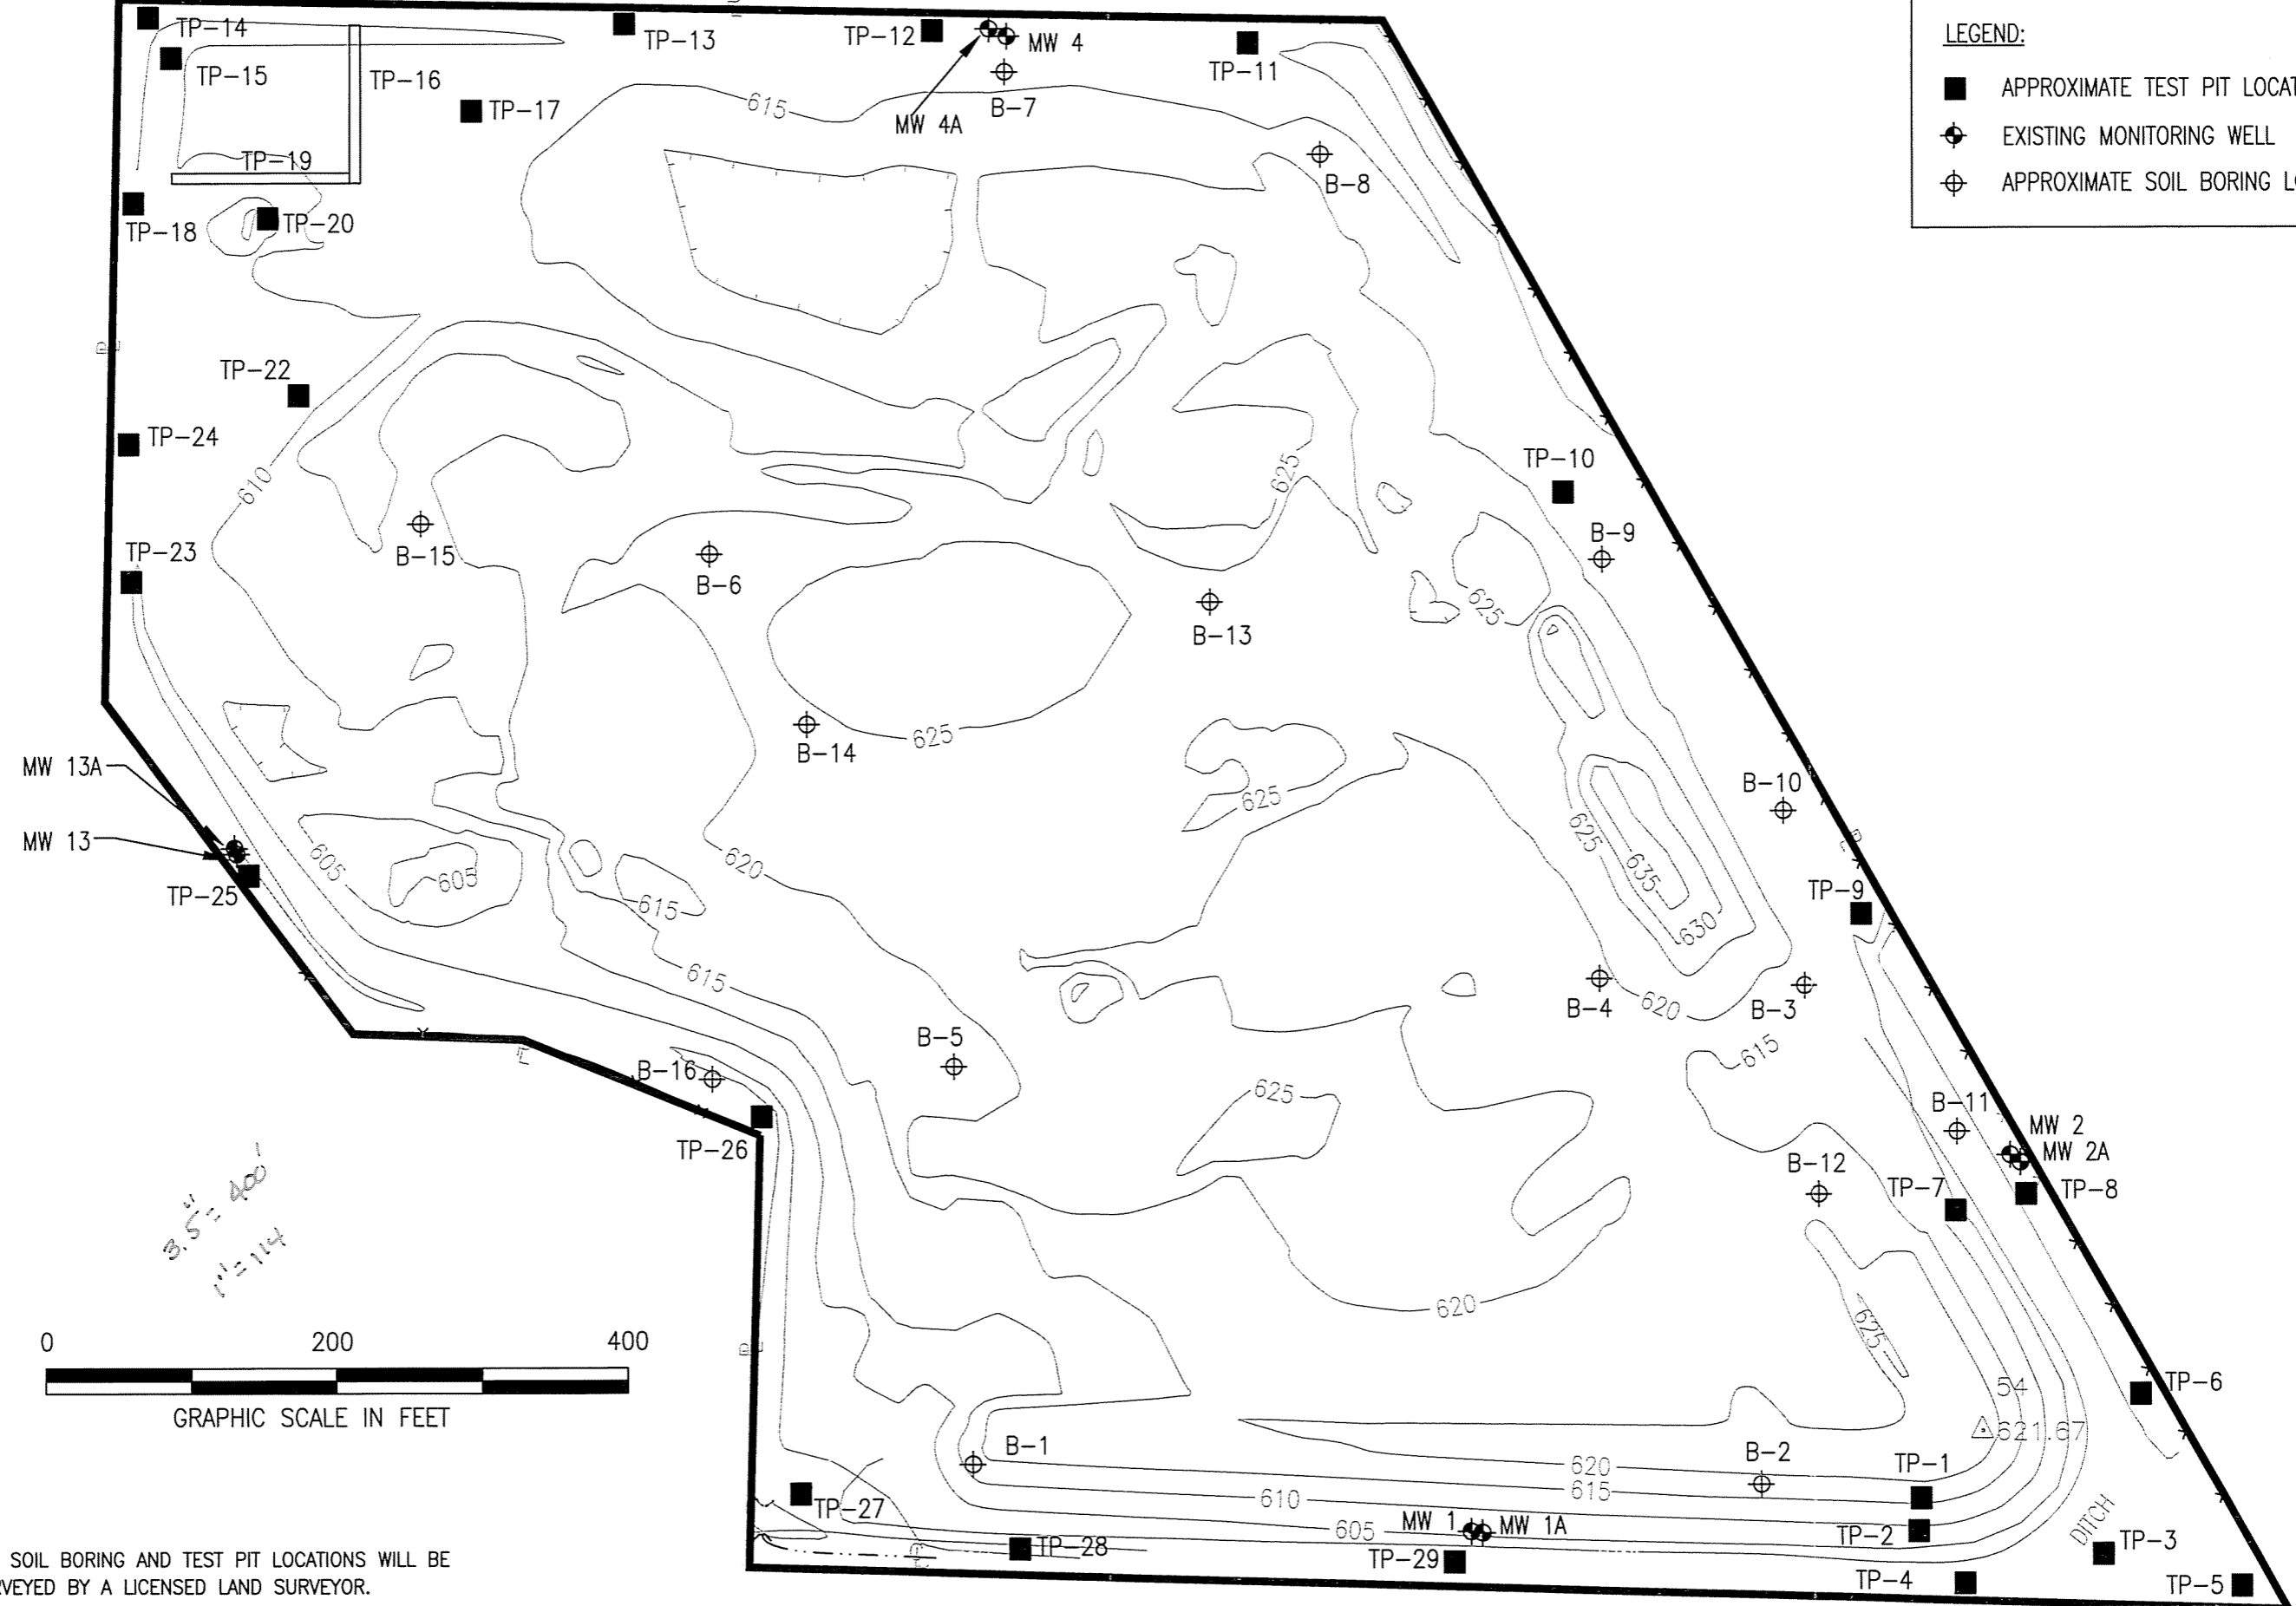 LEGEND:
APPROXIMATE TEST PIT
EXISTING MONITORING WELL
APPROXIMATE SOIL BORING
TP-14
TP-13
TP-12
MW 4
TP-11
TP-15
TP-16
TP-17
615
MW 4A
B-7
TP-19
B-8
TP-18
TP-20
TP-22
TP-24
TP-10
625
610
B-15
B-9
TP-23
B-6
625
B-13
B-14
625
MW 13A
B-10
625
625
MW 13
605
605
620
635
TP-25
615
TP-9
630
615
B-4
620
B-3
B-5
615
B-16
625
B-11
MW 2
MW 2A
TP-26
B-12
TP-7
TP-8
3.5" = 400'
1" = 114
620
625
0 200 400
GRAPHIC SCALE IN FEET
54
621.67
TP-6
B-1
620
B-2
TP-1
615
610
TP-27
605
MW 1
MW 1A
TP-2
DITCH
TP-3
TP-28
TP-29
TP-4
TP-5
SOIL BORING AND TEST PIT LOCATIONS WILL BE
BY A LICENSED LAND SURVEYOR.